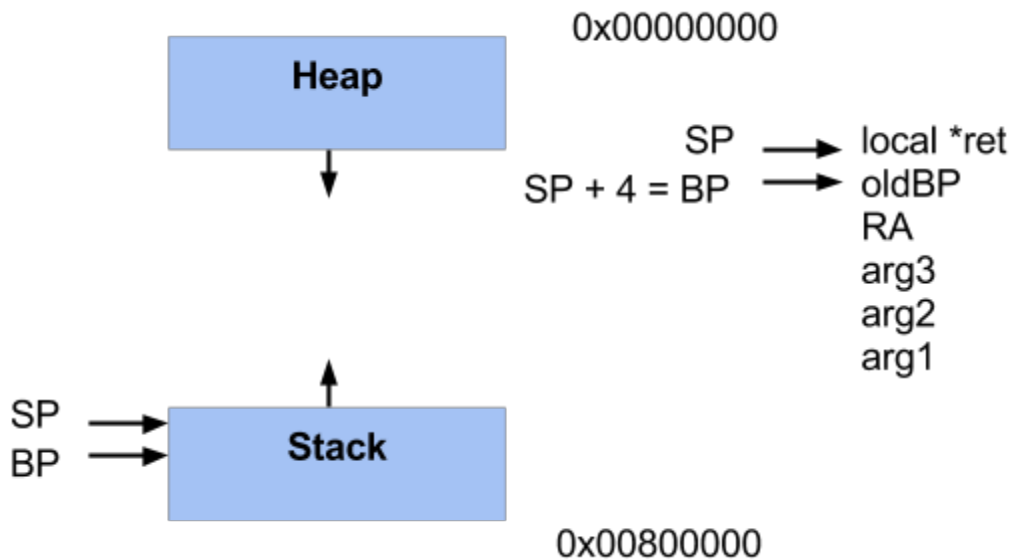 0x00000000
Heap
SP
local *ret
SP + 4 = BP
oldBP
RA
arg3
arg2
arg1
SP
Stack
BP
0x00800000